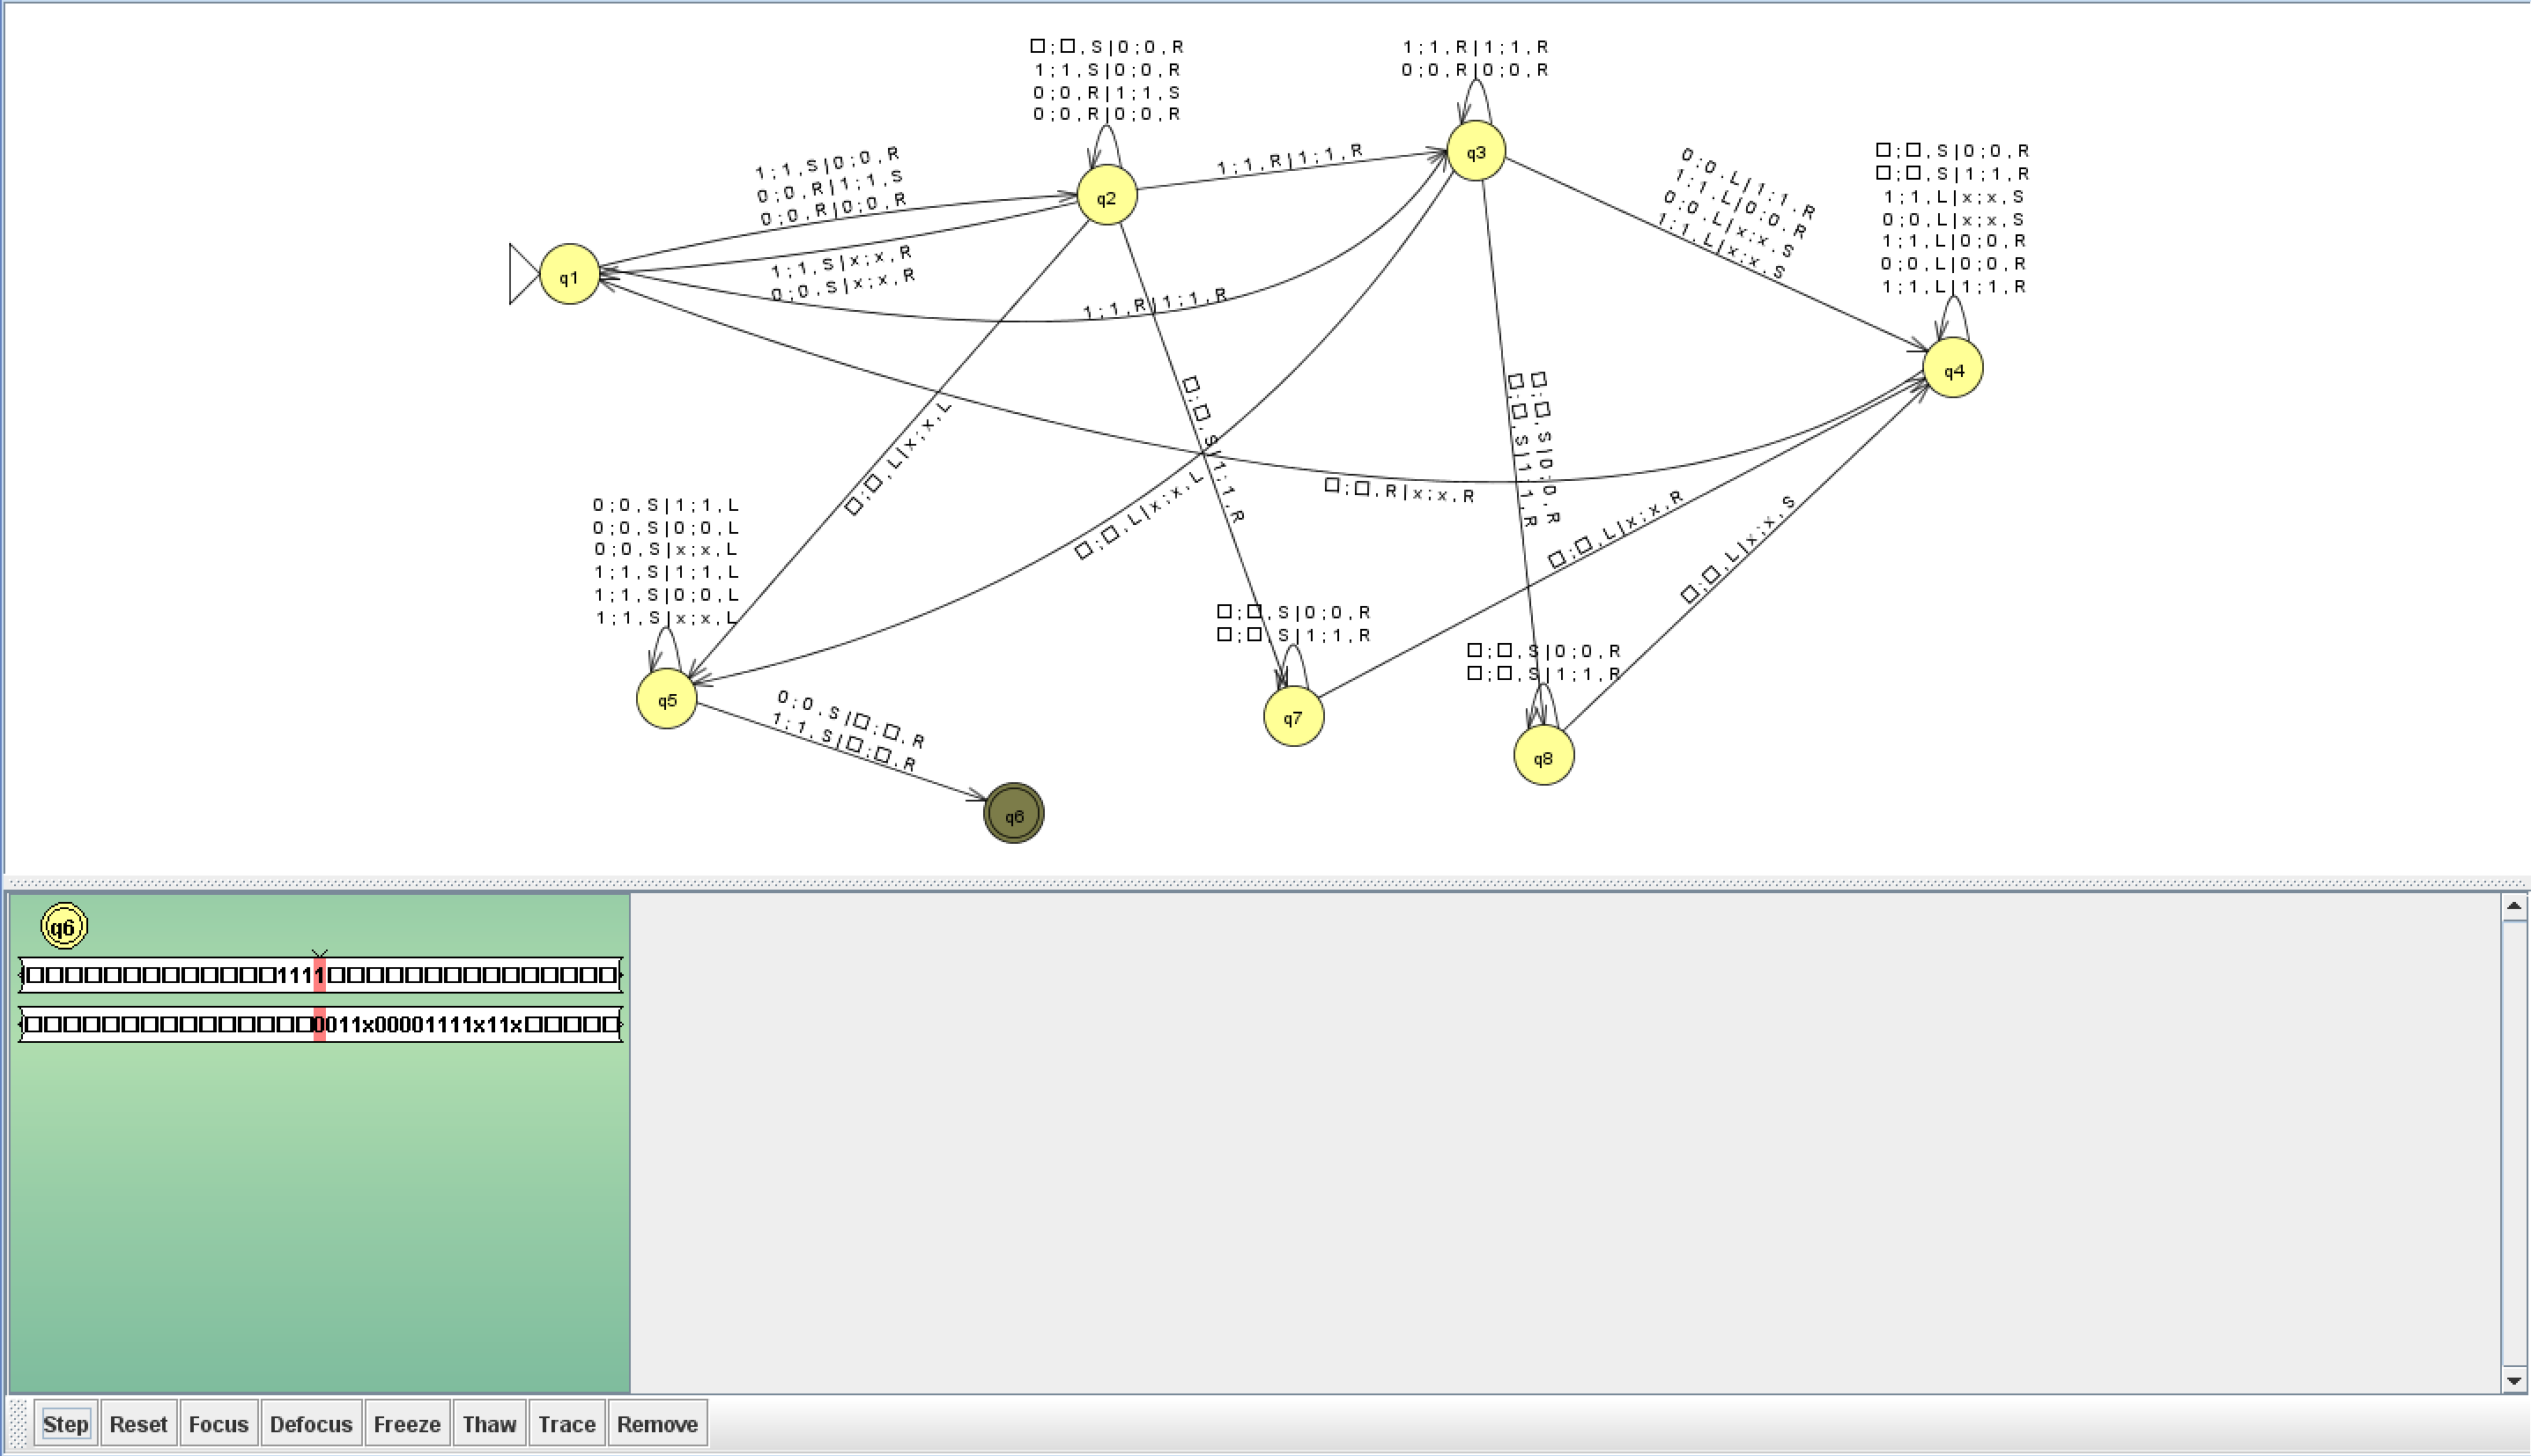 □;□,S|0;0,R
1;1,S|0;0,R
0;0,R|1;1,S
0;0,R|0;0,R
1;1,R|1;1,R
0;0,R|0;0,R
q2
q3
1;1,R|1;1,R
1;1,S|0;0,R
0;0,R|1;1,S
0;0,R|0;0,R
0;0,L|1;1,R
1;1,L|0;0,R
0;0,L|x;x,S
1;1,L|x;x,S
□;□,S|0;0,R
□;□,S|1;1,R
1;1,L|x;x,S
0;0,L|x;x,S
1;1,L|0;0,R
0;0,L|0;0,R
1;1,L|1;1,R
q1
1;1,S|x;x,R
0;0,S|x;x,R
1;1,R|1;1,R
q4
□;□,L|x;x,L
□;□,S|1;1,R
□;□,S|0;0,R
□;□,S|1;1,R
□;□,R|x;x,R
□;□,L|x;x,L
□;□,L|x;x,R
□;□,L|x;x,S
0;0,S|1;1,L
0;0,S|0;0,L
0;0,S|x;x,L
1;1,S|1;1,L
1;1,S|0;0,L
1;1,S|x;x,L
□;□,S|0;0,R
□;□,S|1;1,R
□;□,S|0;0,R
□;□,S|1;1,R
q5
0;0,S|□;□,R
1;1,S|□;□,R
q7
q8
q6
q6
□□□□□□□□□□□□□1111□□□□□□□□□□□□□□□
□□□□□□□□□□□□□□□0011x00001111x11x□□□□□
Step Reset Focus Defocus Freeze Thaw Trace Remove